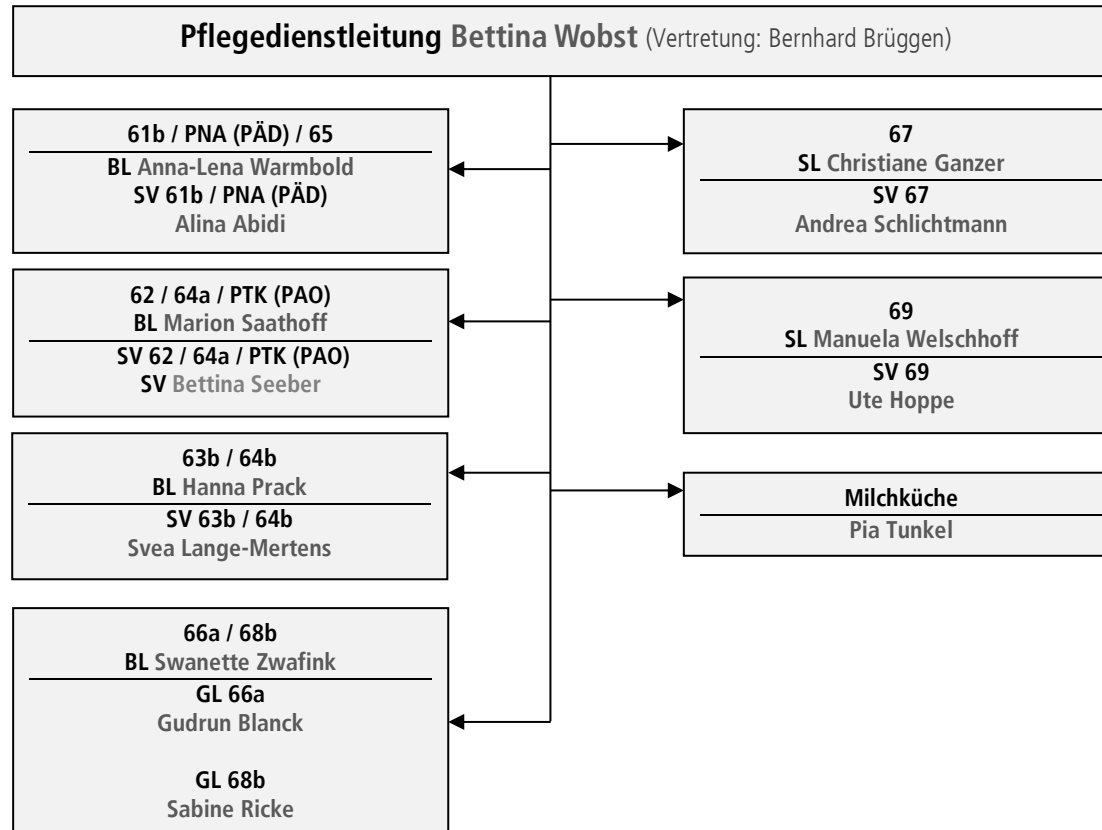 Pflegedienstleitung Bettina Wobst (Vertretung: Bernhard Brüggen)
61b / PNA (PÄD) / 65
BL Anna-Lena Warmbold
SV 61b / PNA (PÄD)
Alina Abidi
62 / 64a / PTK (PAO)
BL Marion Saathoff
SV 62 / 64a / PTK (PAO)
SV Bettina Seeber
63b / 64b
BL Hanna Prack
SV 63b / 64b
Svea Lange-Mertens
66a / 68b
BL Swanette Zwafink
GL 66a
Gudrun Blanck
GL 68b
Sabine Ricke
67
SL Christiane Ganzer
SV 67
Andrea Schlichtmann
69
SL Manuela Welschhoff
SV 69
Ute Hoppe
Milchküche
Pia Tunkel